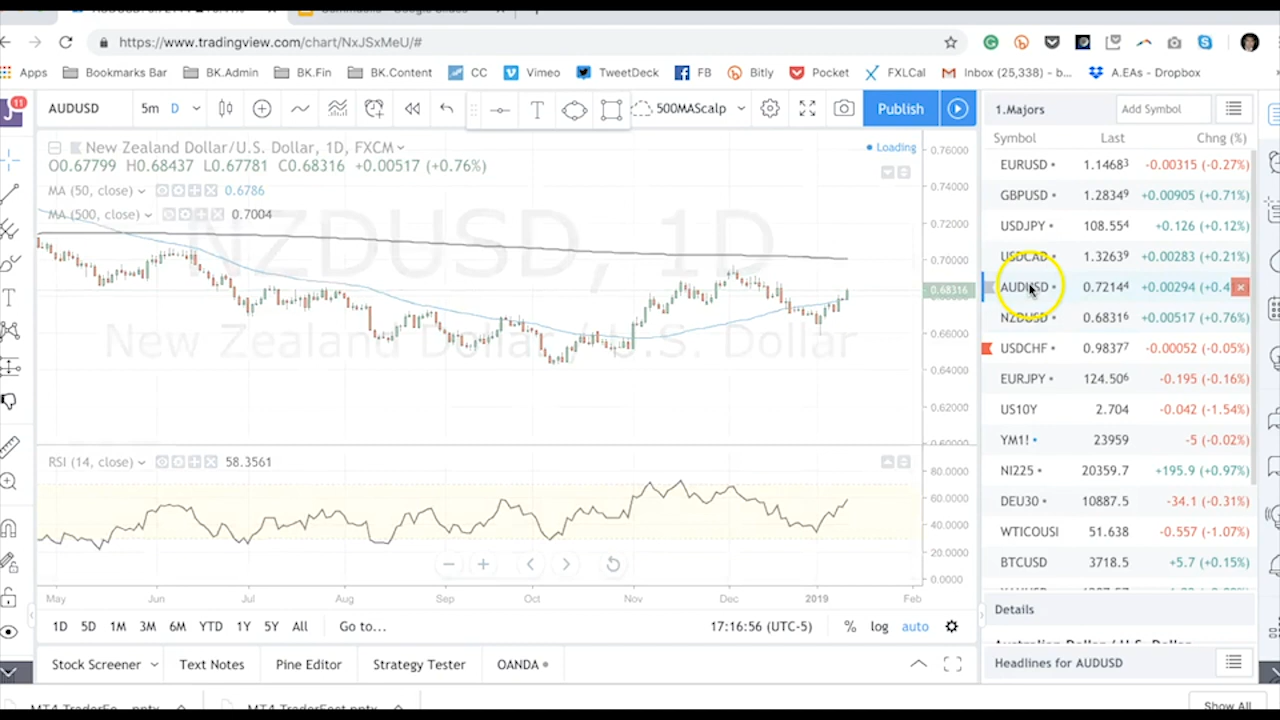 https://www.tradingview.com/chart/NxJSxMeU/#
Apps Bookmarks Bar BK.Admin BK.Fin BK.Content CC Vimeo TweetDeck FB Bitly Pocket FXLCal Inbox (25,338) - b... A.EAs - Dropbox
11
AUDUSD 5m D 500MAScalp Publish
1.Majors Add Symbol
Symbol Last Chng (%)
New Zealand Dollar/U.S. Dollar, 1D, FXCM
Loading
O0.67799 H0.68437 L0.67781 C0.68316 +0.00517 (+0.76%)
MA (50, close) 0.6786
MA (500, close) 0.7004
NZDUSD, 1D
New Zealand Dollar / U.S. Dollar
0.76000
0.74000
0.72000
0.70000
0.68316
0.66000
0.64000
0.62000
0.60000
EURUSD 1.14683 -0.00315 (-0.27%)
GBPUSD 1.28349 +0.00905 (+0.71%)
USDJPY 108.554 +0.126 (+0.12%)
USDCAD 1.32639 +0.00283 (+0.21%)
AUDUSD 0.72144 +0.00294 (+0.4
NZDUSD 0.68316 +0.00517 (+0.76%)
USDCHF 0.98377 -0.00052 (-0.05%)
EURJPY 124.506 -0.195 (-0.16%)
US10Y 2.704 -0.042 (-1.54%)
YM1! 23959 -5 (-0.02%)
NI225 20359.7 +195.9 (+0.97%)
DEU30 10887.5 -34.1 (-0.31%)
WTICOUSI 51.638 -0.557 (-1.07%)
BTCUSD 3718.5 +5.7 (+0.15%)
RSI (14, close) 58.3561
80.0000
60.0000
40.0000
20.0000
0.0000
May Jun Jul Aug Sep Oct Nov Dec 2019 Feb
1D 5D 1M 3M 6M YTD 1Y 5Y All Go to... 17:16:56 (UTC-5) % log auto
Details
Australian Dollar / U.S. Dollar
Stock Screener Text Notes Pine Editor Strategy Tester OANDA
Headlines for AUDUSD
Show All